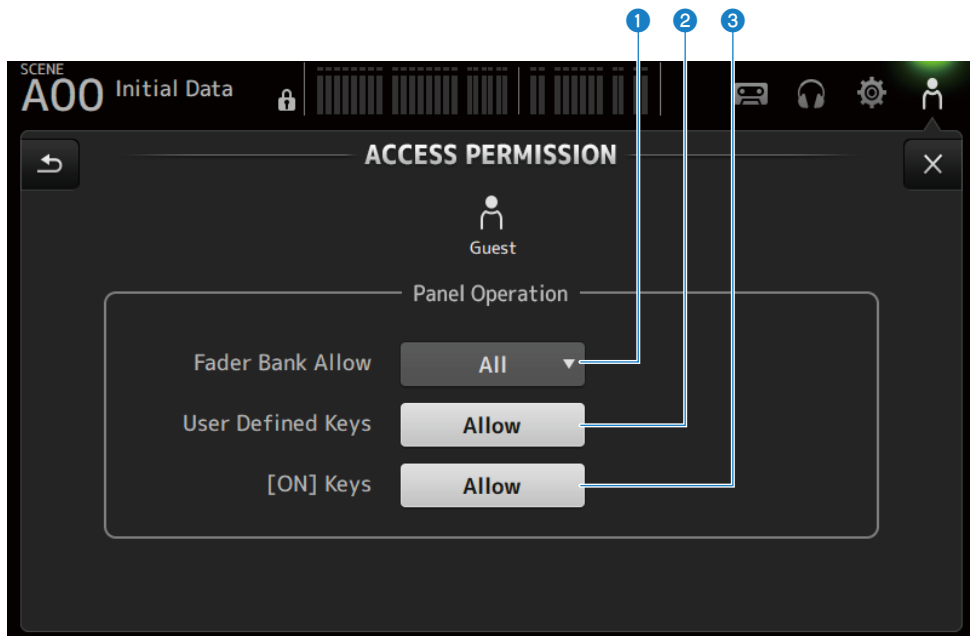 1 2 3
SCENE
A00 Initial Data
ACCESS PERMISSION
Guest
Panel Operation
Fader Bank Allow All
User Defined Keys Allow
[ON] Keys Allow